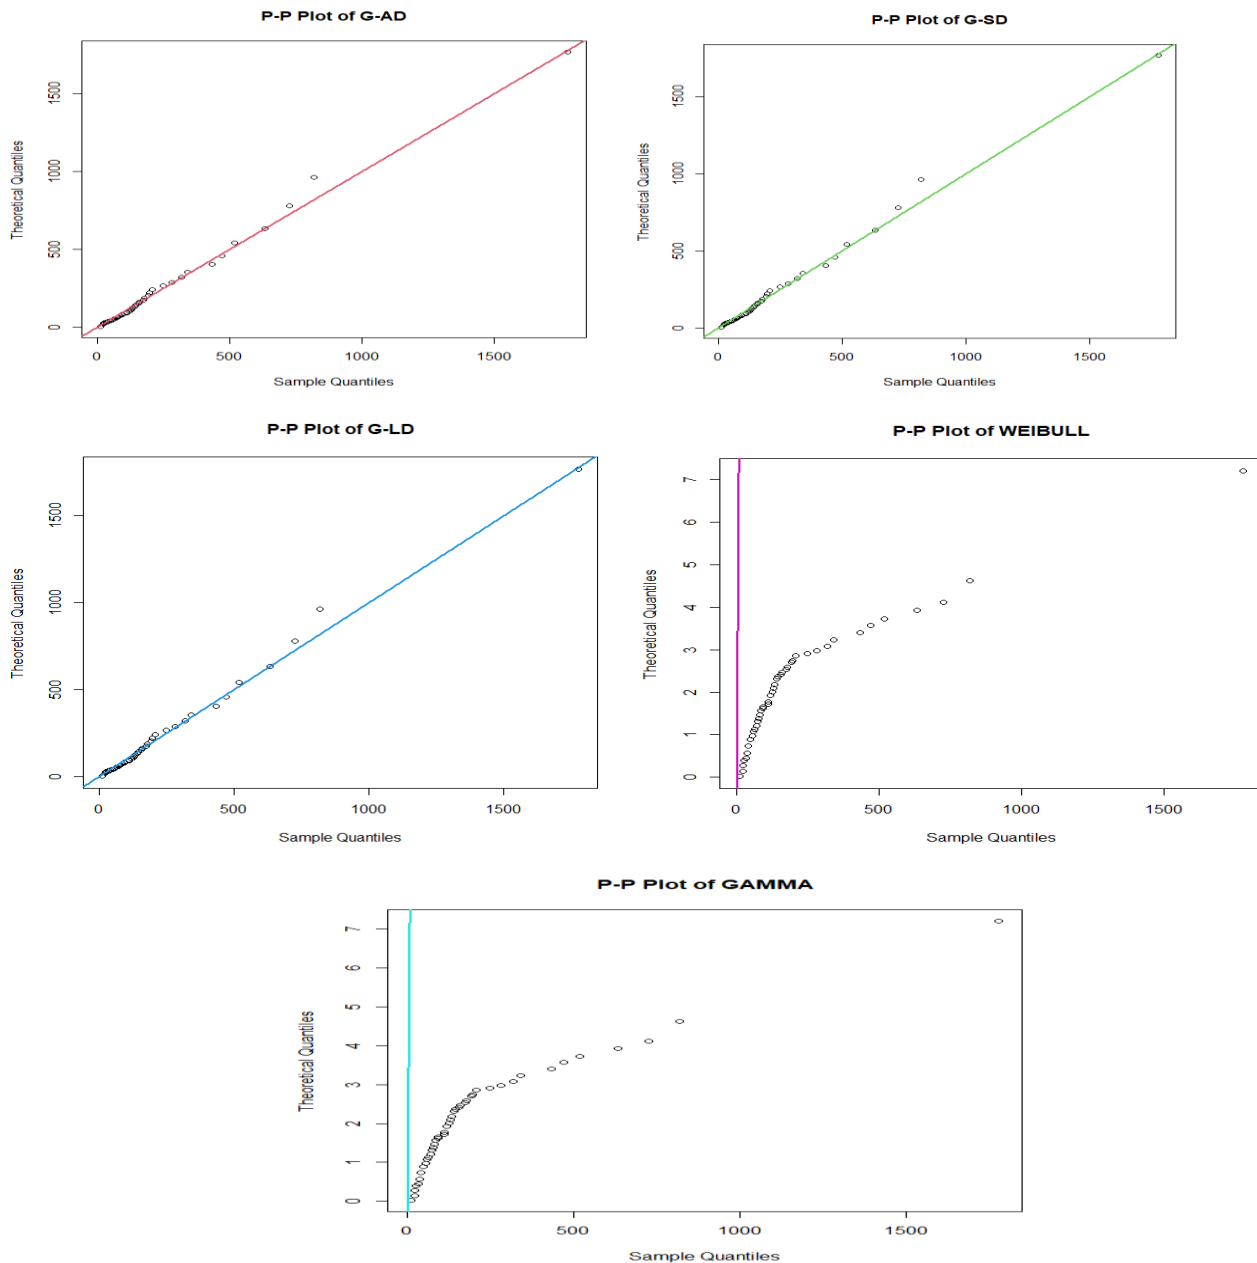 P-P Plot of G-AD
Theoretical Quantiles
1500
1000
500
0
0 500 1000 1500
Sample Quantiles
P-P Plot of G-SD
Theoretical Quantiles
1500
1000
500
0
0 500 1000 1500
Sample Quantiles
P-P Plot of G-LD
Theoretical Quantiles
1500
1000
500
0
0 500 1000 1500
Sample Quantiles
P-P Plot of WEIBULL
Theoretical Quantiles
7
6
5
4
3
2
1
0
0 500 1000 1500
Sample Quantiles
P-P Plot of GAMMA
Theoretical Quantiles
7
6
5
4
3
2
1
0
0 500 1000 1500
Sample Quantiles